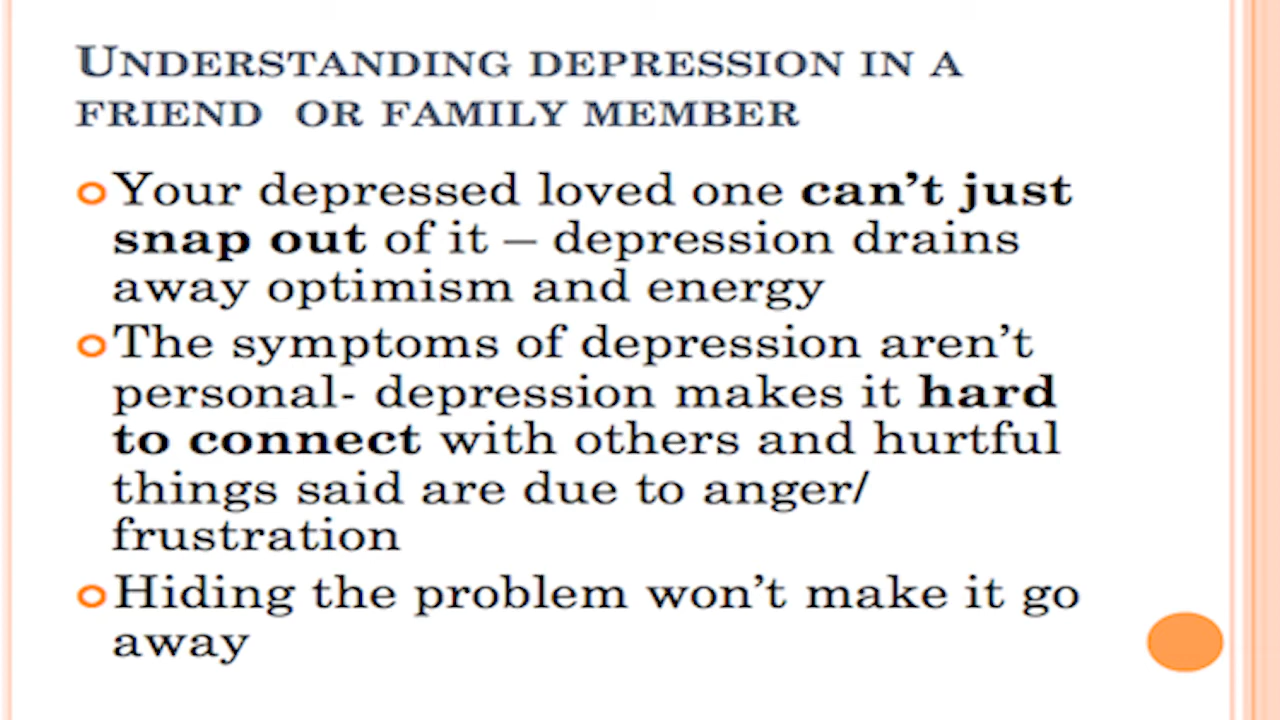 UNDERSTANDING DEPRESSION IN A
FRIEND OR FAMILY MEMBER
Your depressed loved one can't just
snap out of it – depression drains
away optimism and energy
The symptoms of depression aren't
personal- depression makes it hard
to connect with others and hurtful
things said are due to anger/
frustration
Hiding the problem won't make it go
away